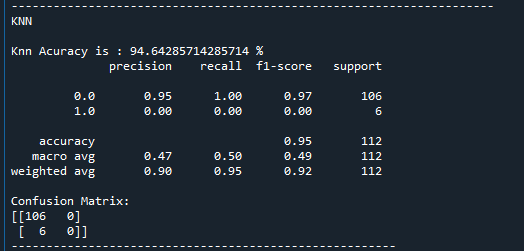 ----------------------------------------------------------------
KNN
Knn Acuracy is : 94.64285714285714 %
precision recall f1-score support
0.0 0.95 1.00 0.97 106
1.0 0.00 0.00 0.00 6
accuracy 0.95 112
macro avg 0.47 0.50 0.49 112
weighted avg 0.90 0.95 0.92 112
Confusion Matrix:
[[106 0]
[ 6 0]]
---------------------------------------------------